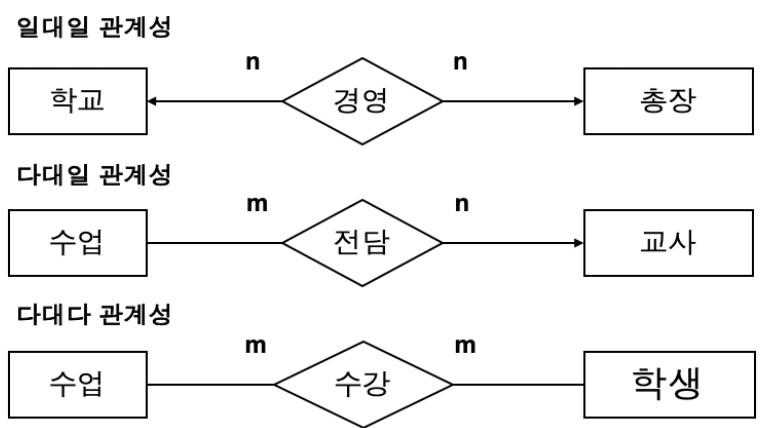 일대일 관계성
n n
학교 경영 총장
다대일 관계성
m n
수업 전담 교사
다대다 관계성
m m
수업 수강 학생